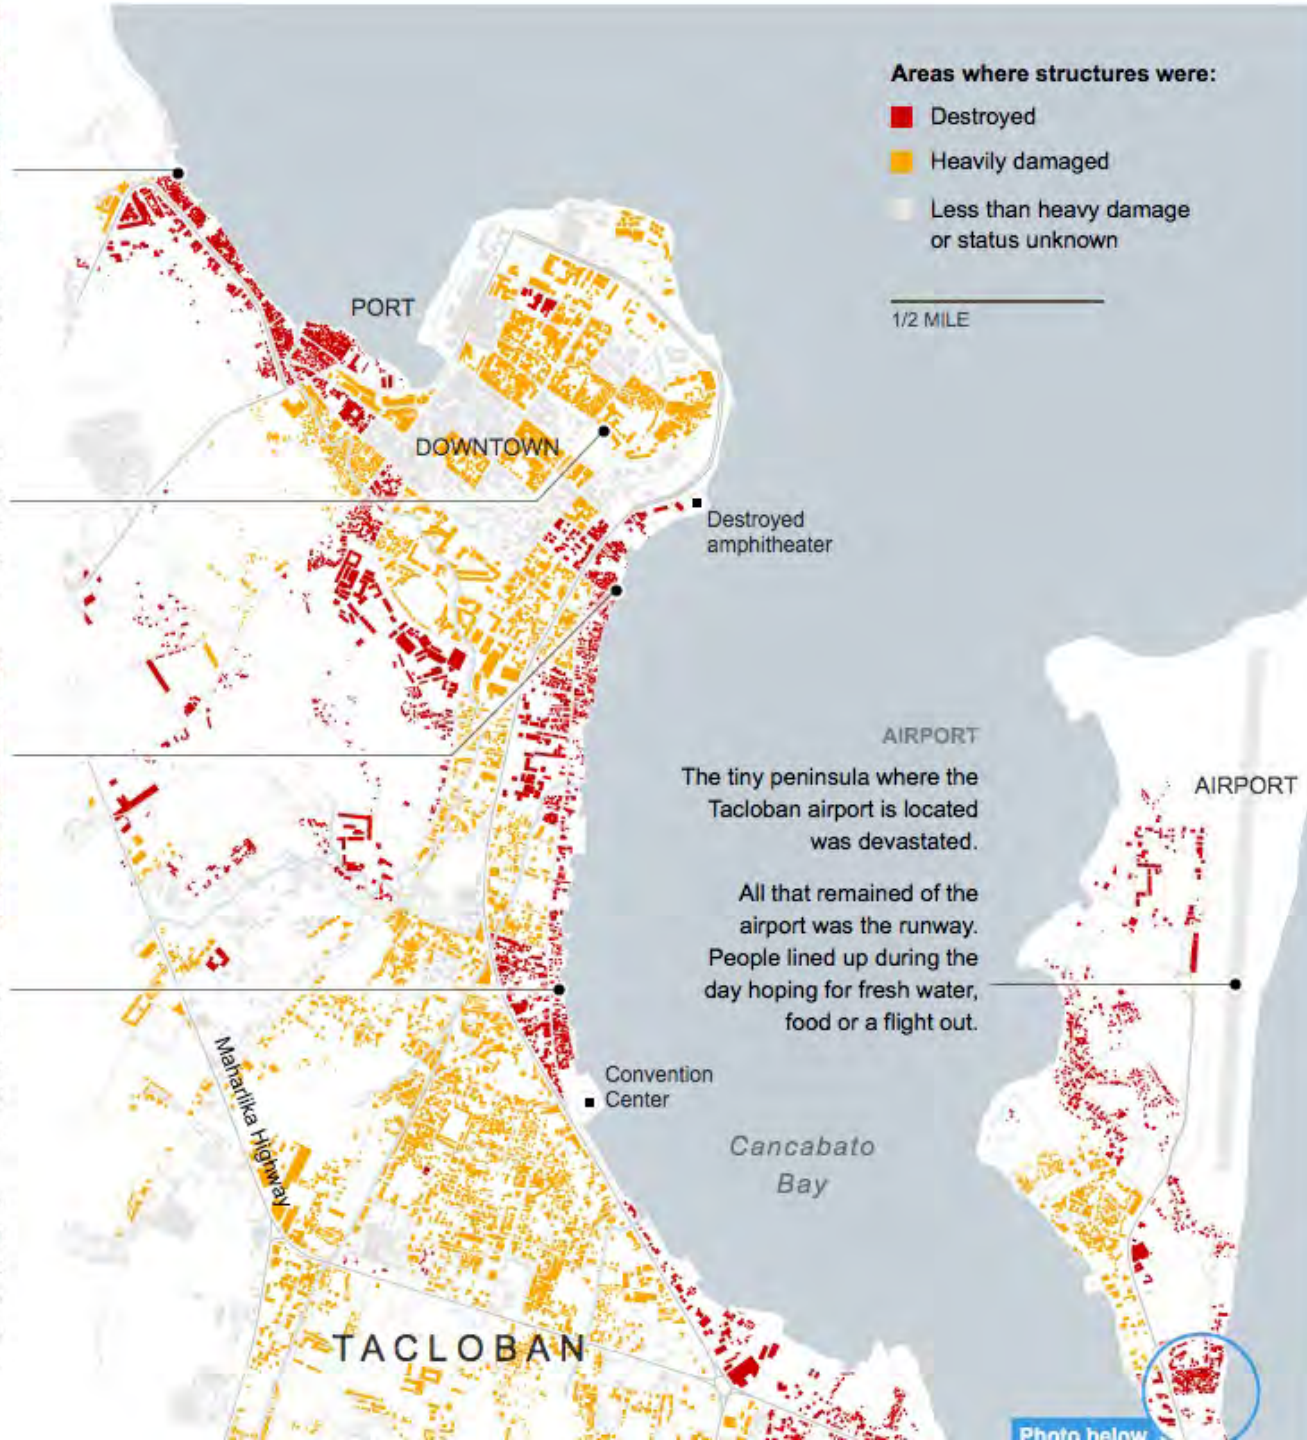 Areas where structures were:
Destroyed
Heavily damaged
Less than heavy damage
or status unknown
1/2 MILE
PORT
DOWNTOWN
Destroyed
amphitheater
AIRPORT
The tiny peninsula where the
Tacloban airport is located
was devastated.
All that remained of the
airport was the runway.
People lined up during the
day hoping for fresh water,
food or a flight out.
AIRPORT
Maharlika Highway
Convention
Center
Cancabato
Bay
TACLOBAN
Photo below